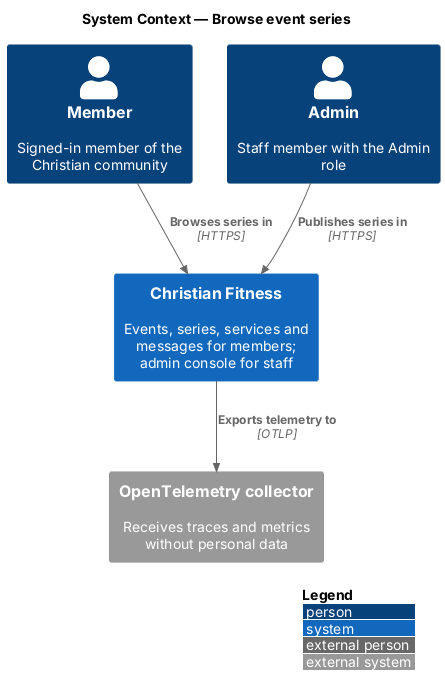 System Context — Browse event series
Member
Signed-in member of the
Christian community
Admin
Staff member with the Admin
role
Browses series in
[HTTPS]
Publishes series in
[HTTPS]
Christian Fitness
Events, series, services and
messages for members;
admin console for staff
Exports telemetry to
[OTLP]
OpenTelemetry collector
Receives traces and metrics
without personal data
Legend
person
system
external person
external system